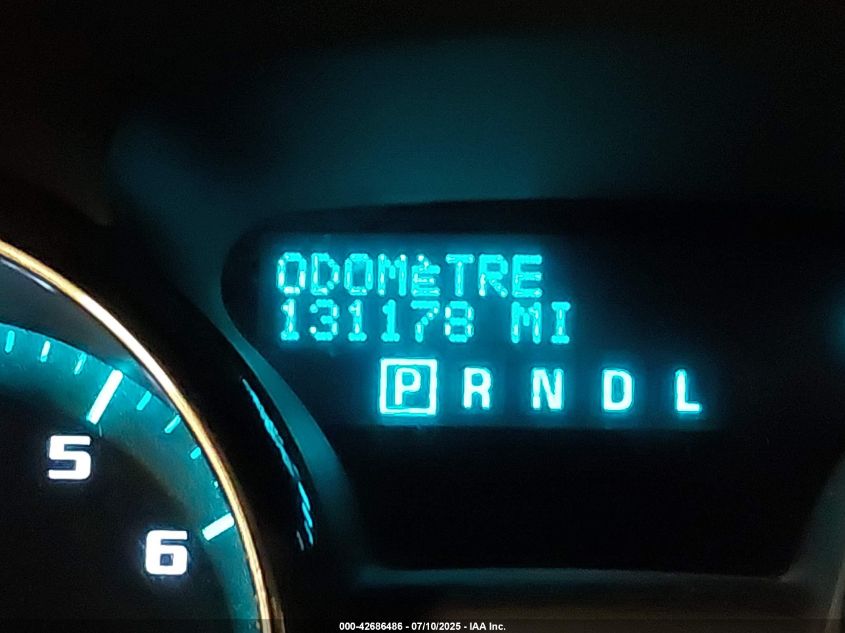 ODOMèTRE
131178 MI
P R N D L
5
6
000-42686486 - 07/10/2025 - IAA Inc.